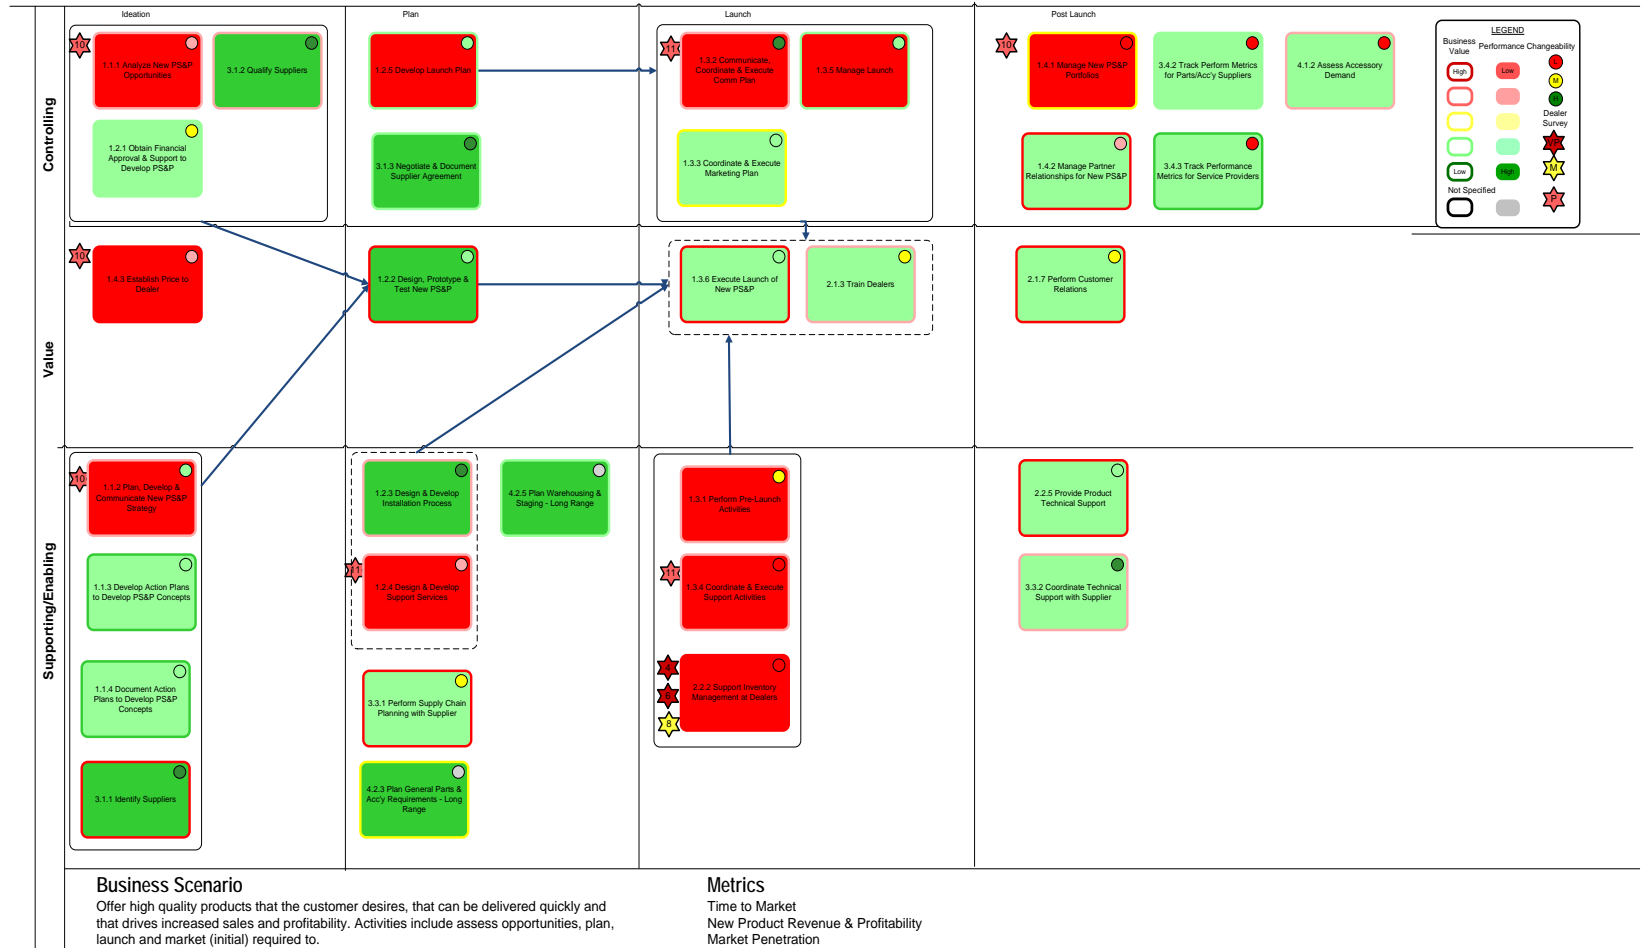 Ideation
Plan
Launch
Post Launch
Controlling
10
1.1.1 Analyze New PS&P
Opportunities
3.1.2 Qualify Suppliers
1.2.1 Obtain Financial
Approval & Support to
Develop PS&P
1.2.5 Develop Launch Plan
3.1.3 Negotiate & Document
Supplier Agreement
11
1.3.2 Communicate,
Coordinate & Execute
Comm Plan
1.3.5 Manage Launch
1.3.3 Coordinate & Execute
Marketing Plan
10
1.4.1 Manage New PS&P
Portfolios
3.4.2 Track Perform Metrics
for Parts/Acc'y Suppliers
4.1.2 Assess Accessory
Demand
1.4.2 Manage Partner
Relationships for New PS&P
3.4.3 Track Performance
Metrics for Service Providers
LEGEND
Business
Value
Performance
Changeability
High
Low
L
M
H
Dealer
Survey
VH
M
Low
High
Not Specified
P
Value
10
1.4.3 Establish Price to
Dealer
1.2.2 Design, Prototype &
Test New PS&P
1.3.6 Execute Launch of
New PS&P
2.1.3 Train Dealers
2.1.7 Perform Customer
Relations
Supporting/Enabling
10
1.1.2 Plan, Develop &
Communicate New PS&P
Strategy
1.1.3 Develop Action Plans
to Develop PS&P Concepts
1.1.4 Document Action
Plans to Develop PS&P
Concepts
3.1.1 Identify Suppliers
1.2.3 Design & Develop
Installation Process
4.2.5 Plan Warehousing &
Staging - Long Range
11
1.2.4 Design & Develop
Support Services
3.3.1 Perform Supply Chain
Planning with Supplier
4.2.3 Plan General Parts &
Acc'y Requirements - Long
Range
1.3.1 Perform Pre-Launch
Activities
11
1.3.4 Coordinate & Execute
Support Activities
4
6
8
2.2.2 Support Inventory
Management at Dealers
2.2.5 Provide Product
Technical Support
3.3.2 Coordinate Technical
Support with Supplier
Business Scenario
Offer high quality products that the customer desires, that can be delivered quickly and
that drives increased sales and profitability. Activities include assess opportunities, plan,
launch and market (initial) required to.
Metrics
Time to Market
New Product Revenue & Profitability
Market Penetration